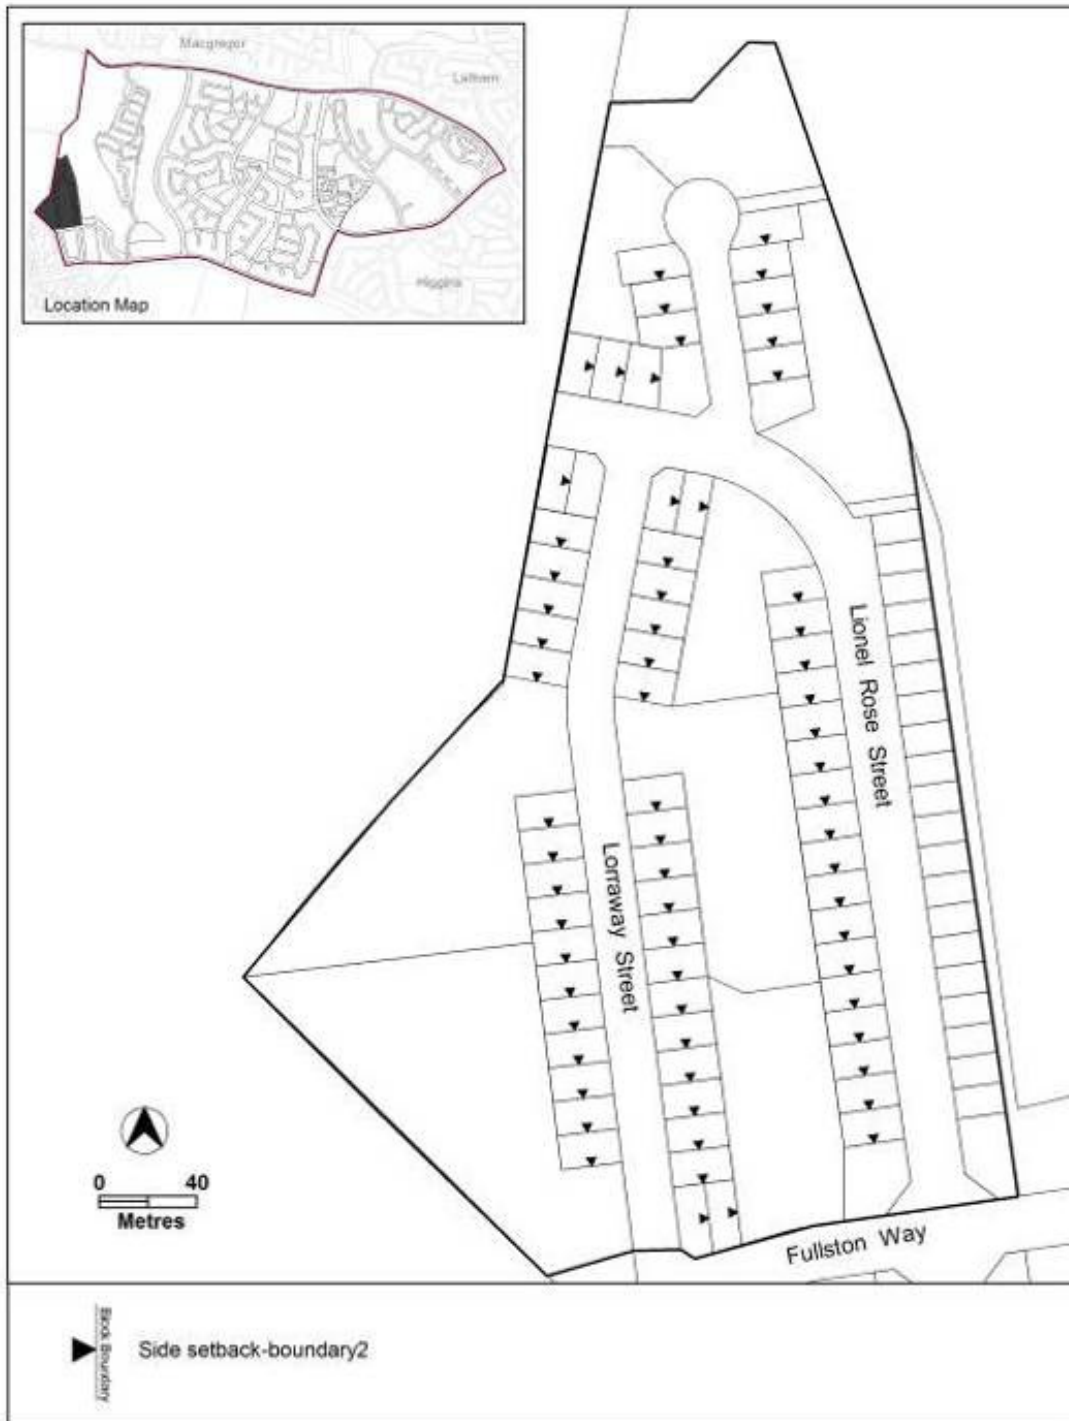 Macgregor
Latham
Higgins
Location Map
Lionel Rose Street
Lorraway Street
0 40
Metres
Fullston Way
Block Boundary
Side setback-boundary2